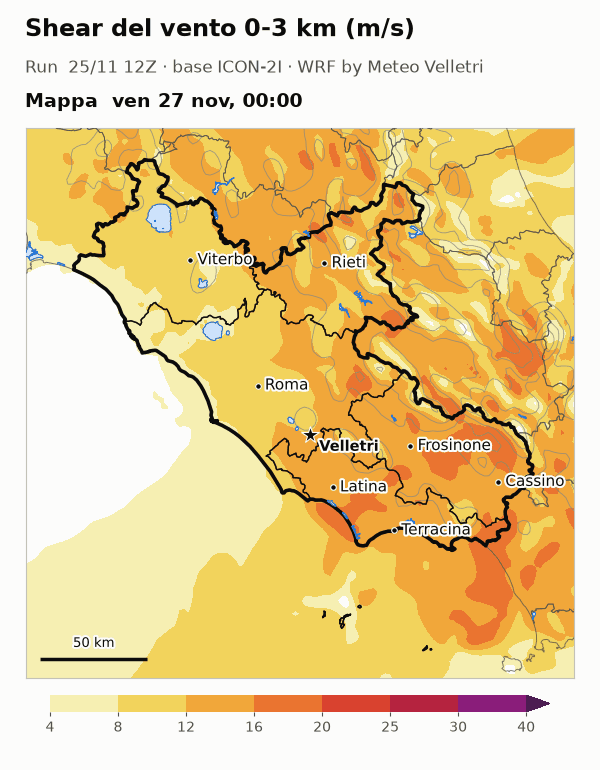 Shear del vento 0-3 km (m/s)
Run  25/11 12Z · base ICON-2I · WRF by Meteo Velletri
Mappa  ven 27 nov, 00:00
Viterbo
Rieti
Roma
Velletri
Frosinone
Latina
Cassino
Terracina
50 km
4 8 12 16 20 25 30 40